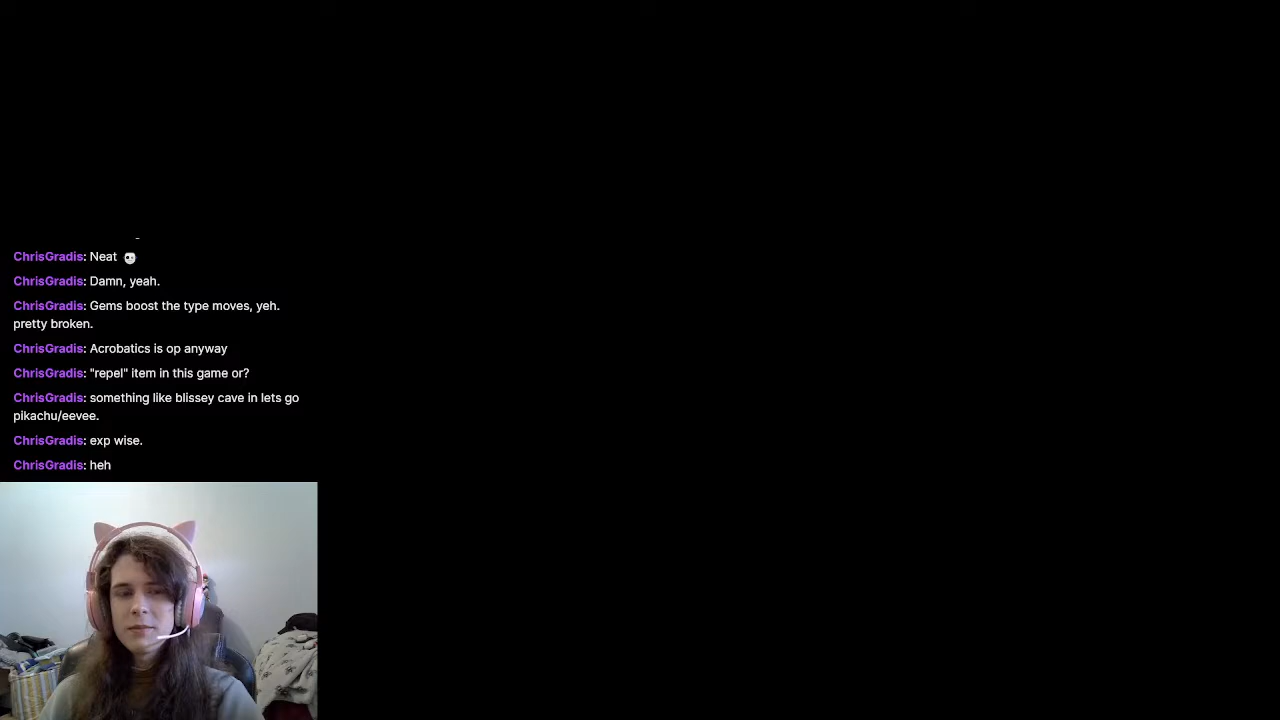 ChrisGradis: Neat
ChrisGradis: Damn, yeah.
ChrisGradis: Gems boost the type moves, yeh.
pretty broken.
ChrisGradis: Acrobatics is op anyway
ChrisGradis: "repel" item in this game or?
ChrisGradis: something like blissey cave in lets go
pikachu/eevee.
ChrisGradis: exp wise.
ChrisGradis: heh